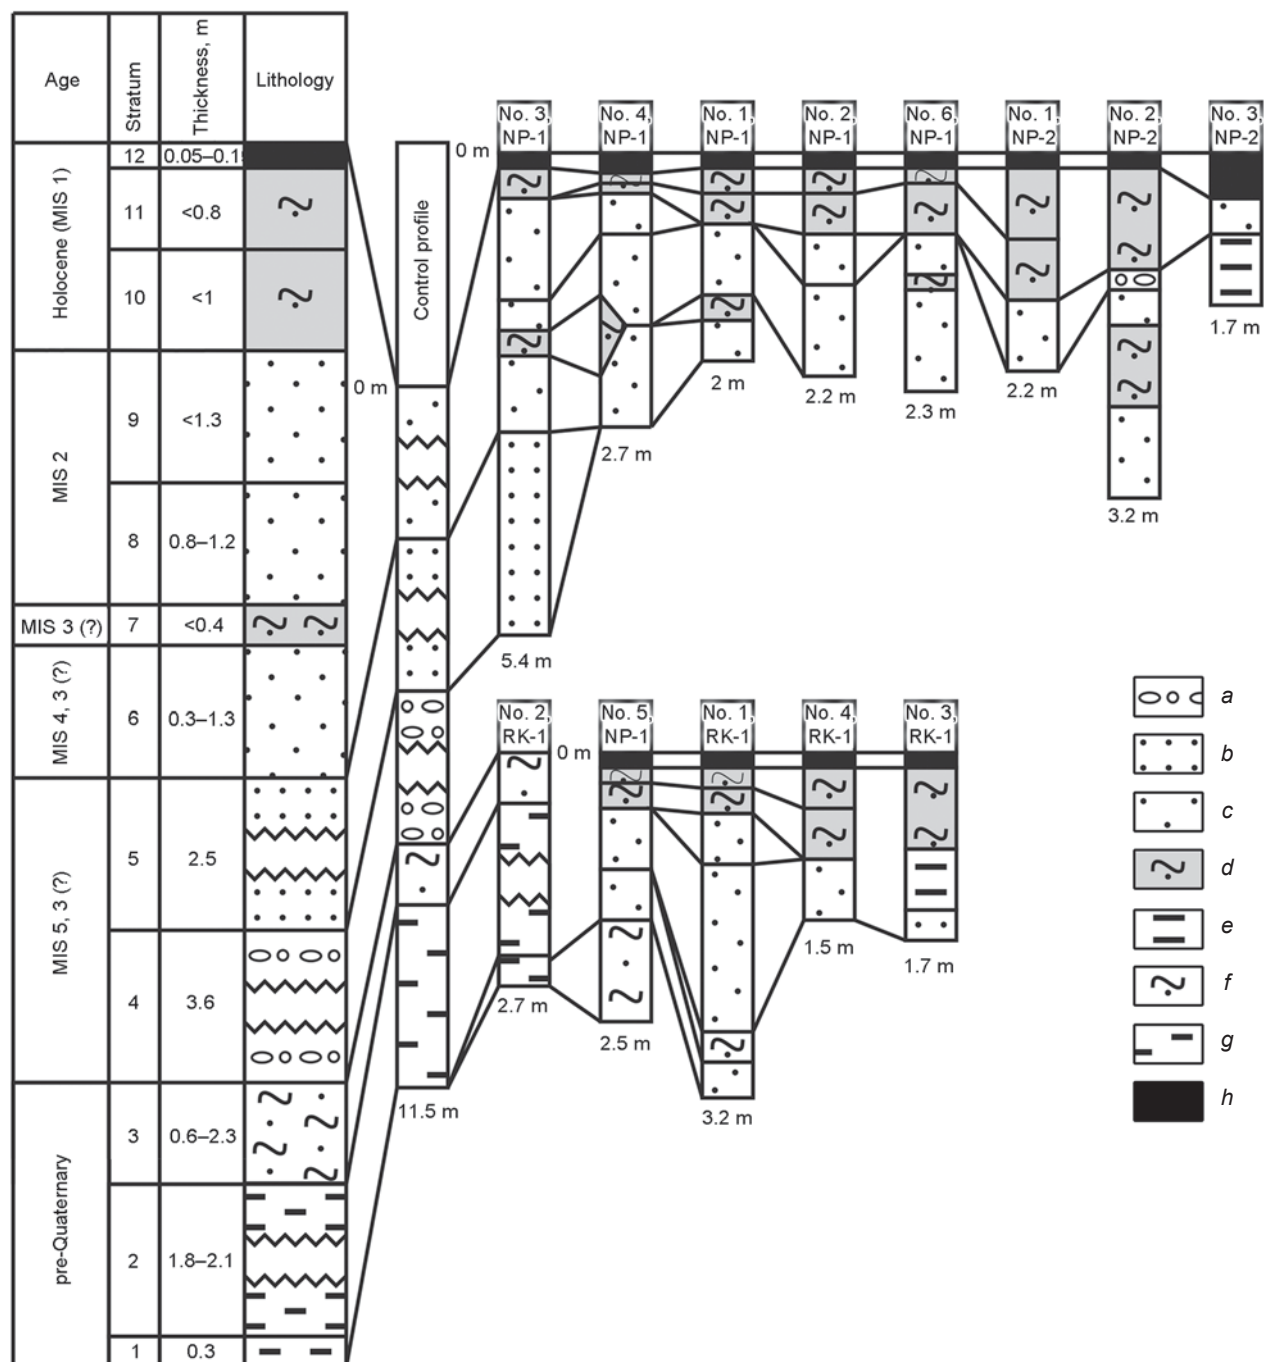 Age
Stratum
Thickness, m
Lithology
Holocene (MIS 1)
12
0.05–0.1
11
<0.8
10
<1
MIS 2
9
<1.3
8
0.8–1.2
MIS 3 (?)
7
<0.4
MIS 4, 3 (?)
6
0.3–1.3
MIS 5, 3 (?)
5
2.5
4
3.6
pre-Quaternary
3
0.6–2.3
2
1.8–2.1
1
0.3
0 m
Control profile
11.5 m
0 m
No. 3,
NP-1
5.4 m
No. 4,
NP-1
2.7 m
No. 1,
NP-1
2 m
No. 2,
NP-1
2.2 m
No. 6,
NP-1
2.3 m
No. 1,
NP-2
2.2 m
No. 2,
NP-2
3.2 m
No. 3,
NP-2
1.7 m
No. 2,
RK-1
2.7 m
0 m
No. 5,
NP-1
2.5 m
No. 1,
RK-1
3.2 m
No. 4,
RK-1
1.5 m
No. 3,
RK-1
1.7 m
a
b
c
d
e
f
g
h